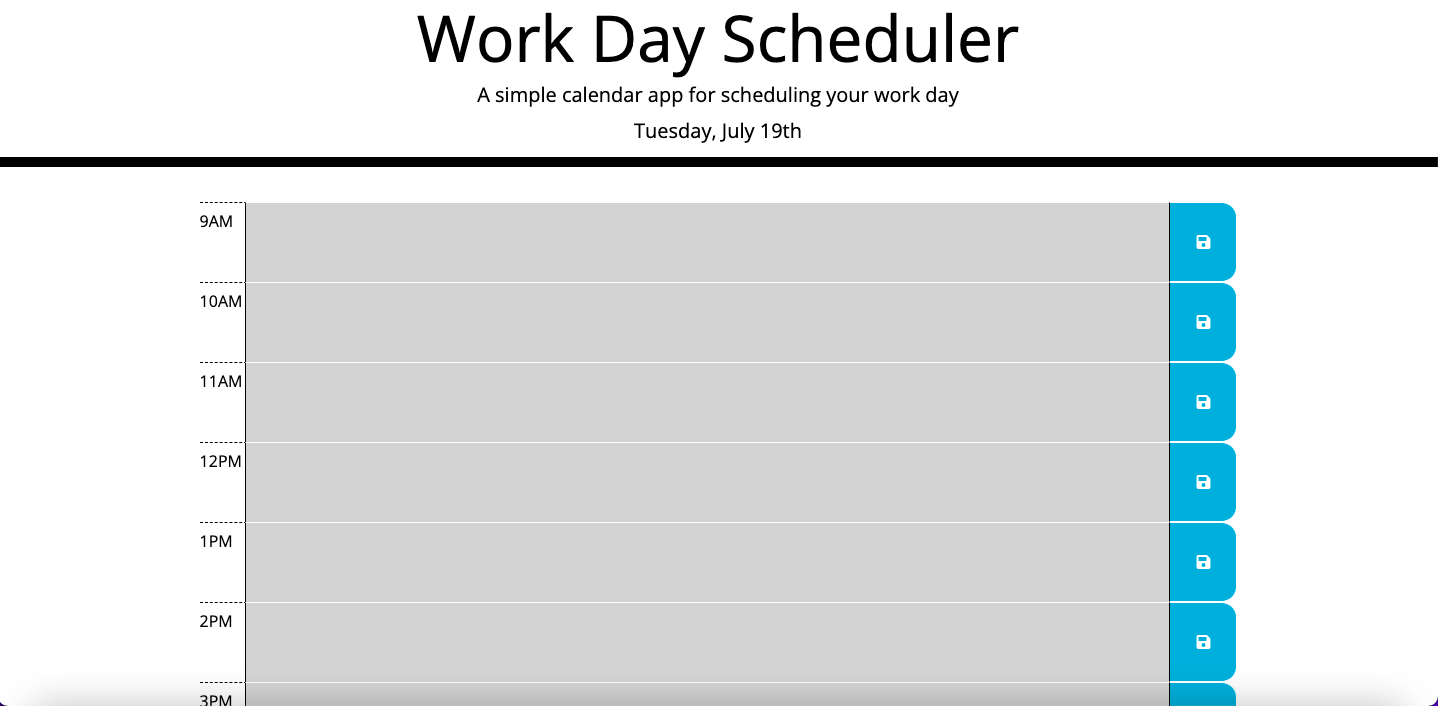 Work Day Scheduler
A simple calendar app for scheduling your work day
Tuesday, July 19th
9AM
10AM
11AM
12PM
1PM
2PM
3PM